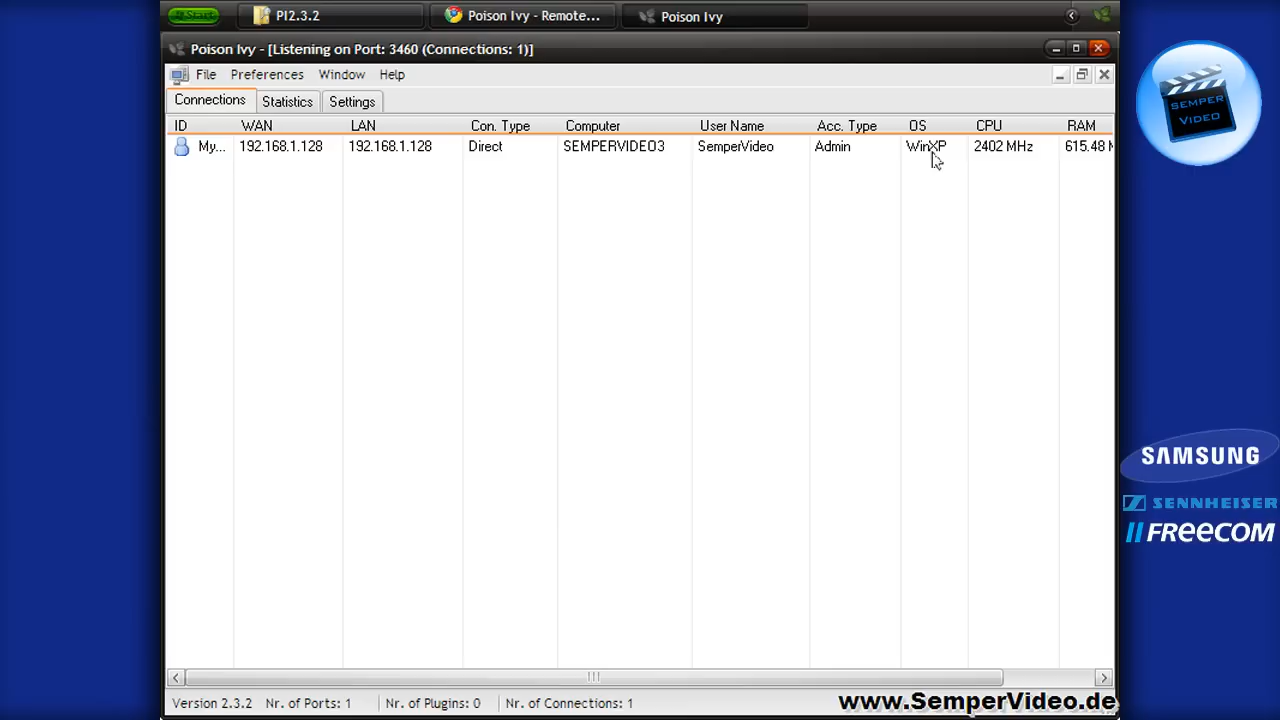 Start PI2.3.2 Poison Ivy - Remote... Poison Ivy
Poison Ivy - [Listening on Port: 3460 (Connections: 1)]
File Preferences Window Help
Connections Statistics Settings
ID WAN LAN Con. Type Computer User Name Acc. Type OS CPU RAM
My... 192.168.1.128 192.168.1.128 Direct SEMPERVIDEO3 SemperVideo Admin WinXP 2402 MHz 615.48
Version 2.3.2 Nr. of Ports: 1 Nr. of Plugins: 0 Nr. of Connections: 1
www.SemperVideo.de
SEMPER
VIDEO
SAMSUNG
SENNHEISER
FREECOM